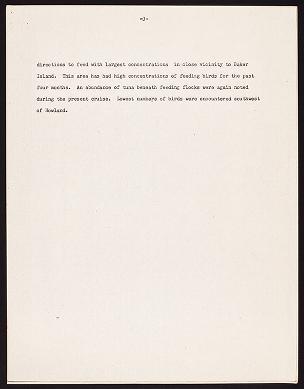 -3-
directions to feed with largest concentrations in close vicinity to Baker
Island. This area has had high concentrations of feeding birds for the past
four months. An abundance of tuna beneath feeding flocks were again noted
during the present cruise. Lowest numbers of birds were encountered southwest
of Howland.